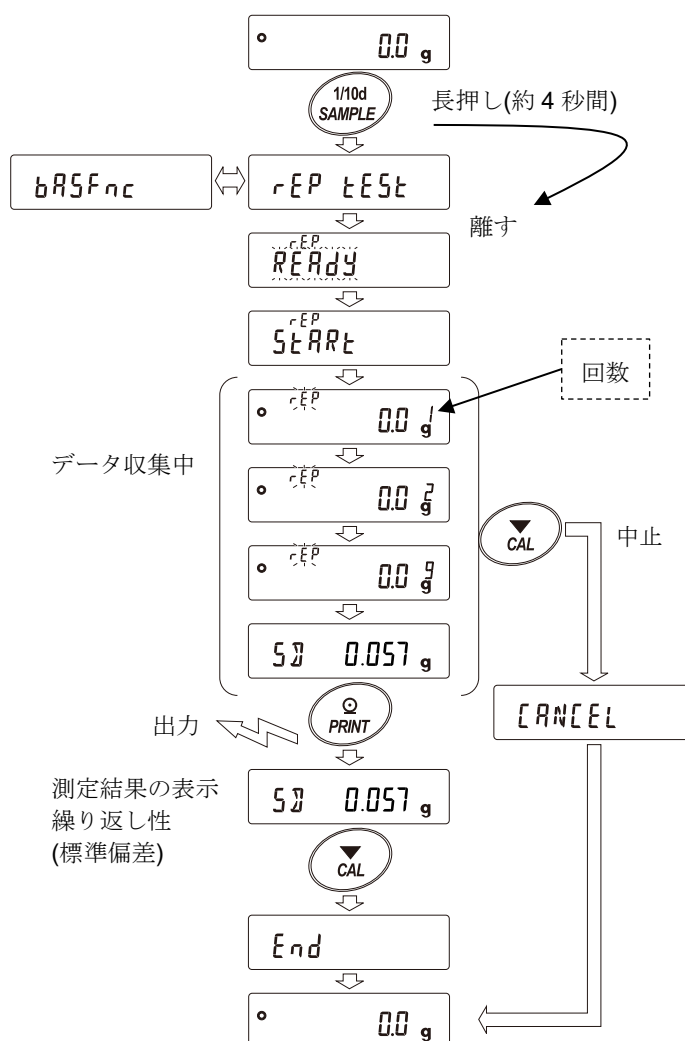 0.0 g
1/10d
SAMPLE
長押し(約 4 秒間)
bASFnc
rEP tESt
離す
rEP
REAdy
rEP
StARt
回数
rEP
0.0 g 1
データ収集中
rEP
0.0 g 2
CAL
中止
rEP
0.0 g 9
SD 0.057 g
CANCEL
出力
PRINT
測定結果の表示
繰り返し性
(標準偏差)
SD 0.057 g
CAL
End
0.0 g